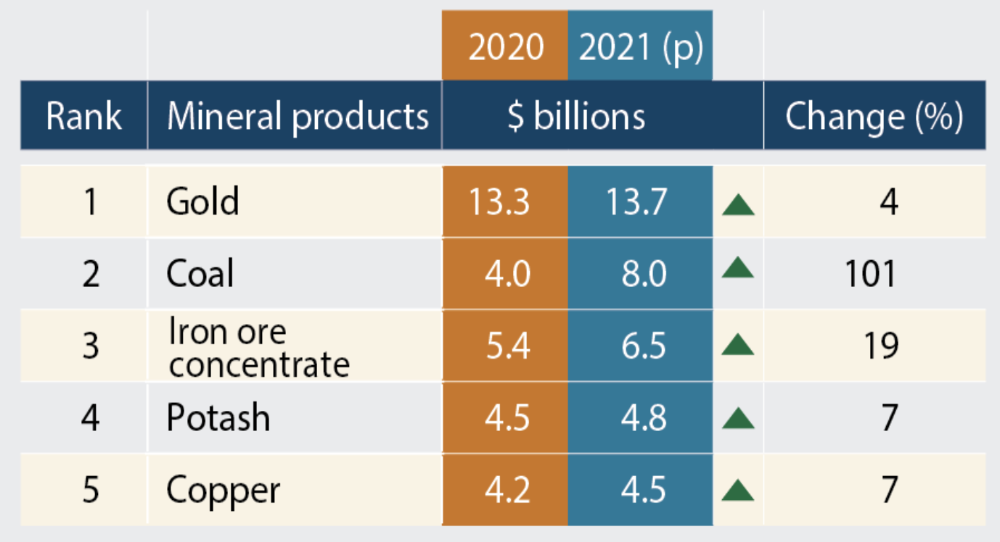 2020 2021 (p)
Rank Mineral products $ billions Change (%)
1 Gold 13.3 13.7 4
2 Coal 4.0 8.0 101
3 Iron ore
concentrate 5.4 6.5 19
4 Potash 4.5 4.8 7
5 Copper 4.2 4.5 7